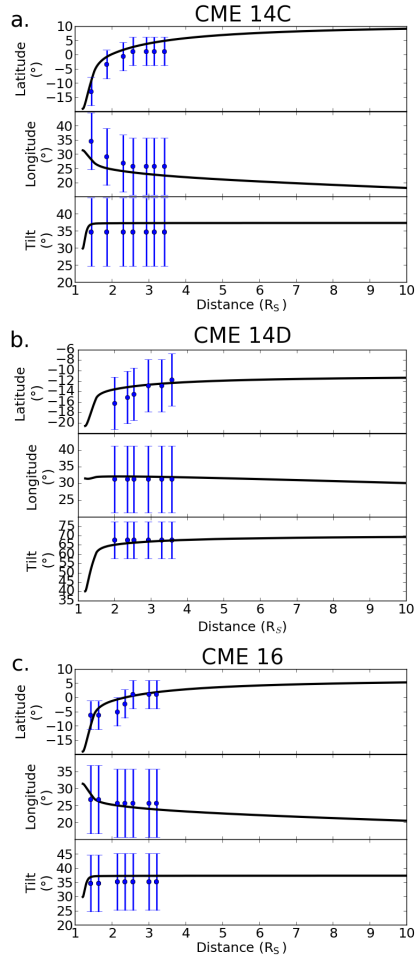 a.
CME 14C
Latitude
(°)
10
5
0
−5
−10
−15
Longitude
(°)
40
35
30
25
20
Tilt
(°)
40
35
30
25
20
1 2 3 4 5 6 7 8 9 10
Distance (R_S)
b.
CME 14D
Latitude
(°)
−6
−8
−10
−12
−14
−16
−18
−20
Longitude
(°)
40
35
30
25
Tilt
(°)
75
70
65
60
55
50
45
40
35
1 2 3 4 5 6 7 8 9 10
Distance (R_S)
c.
CME 16
Latitude
(°)
10
5
0
−5
−10
−15
Longitude
(°)
35
30
25
20
Tilt
(°)
45
40
35
30
25
20
1 2 3 4 5 6 7 8 9 10
Distance (R_S)